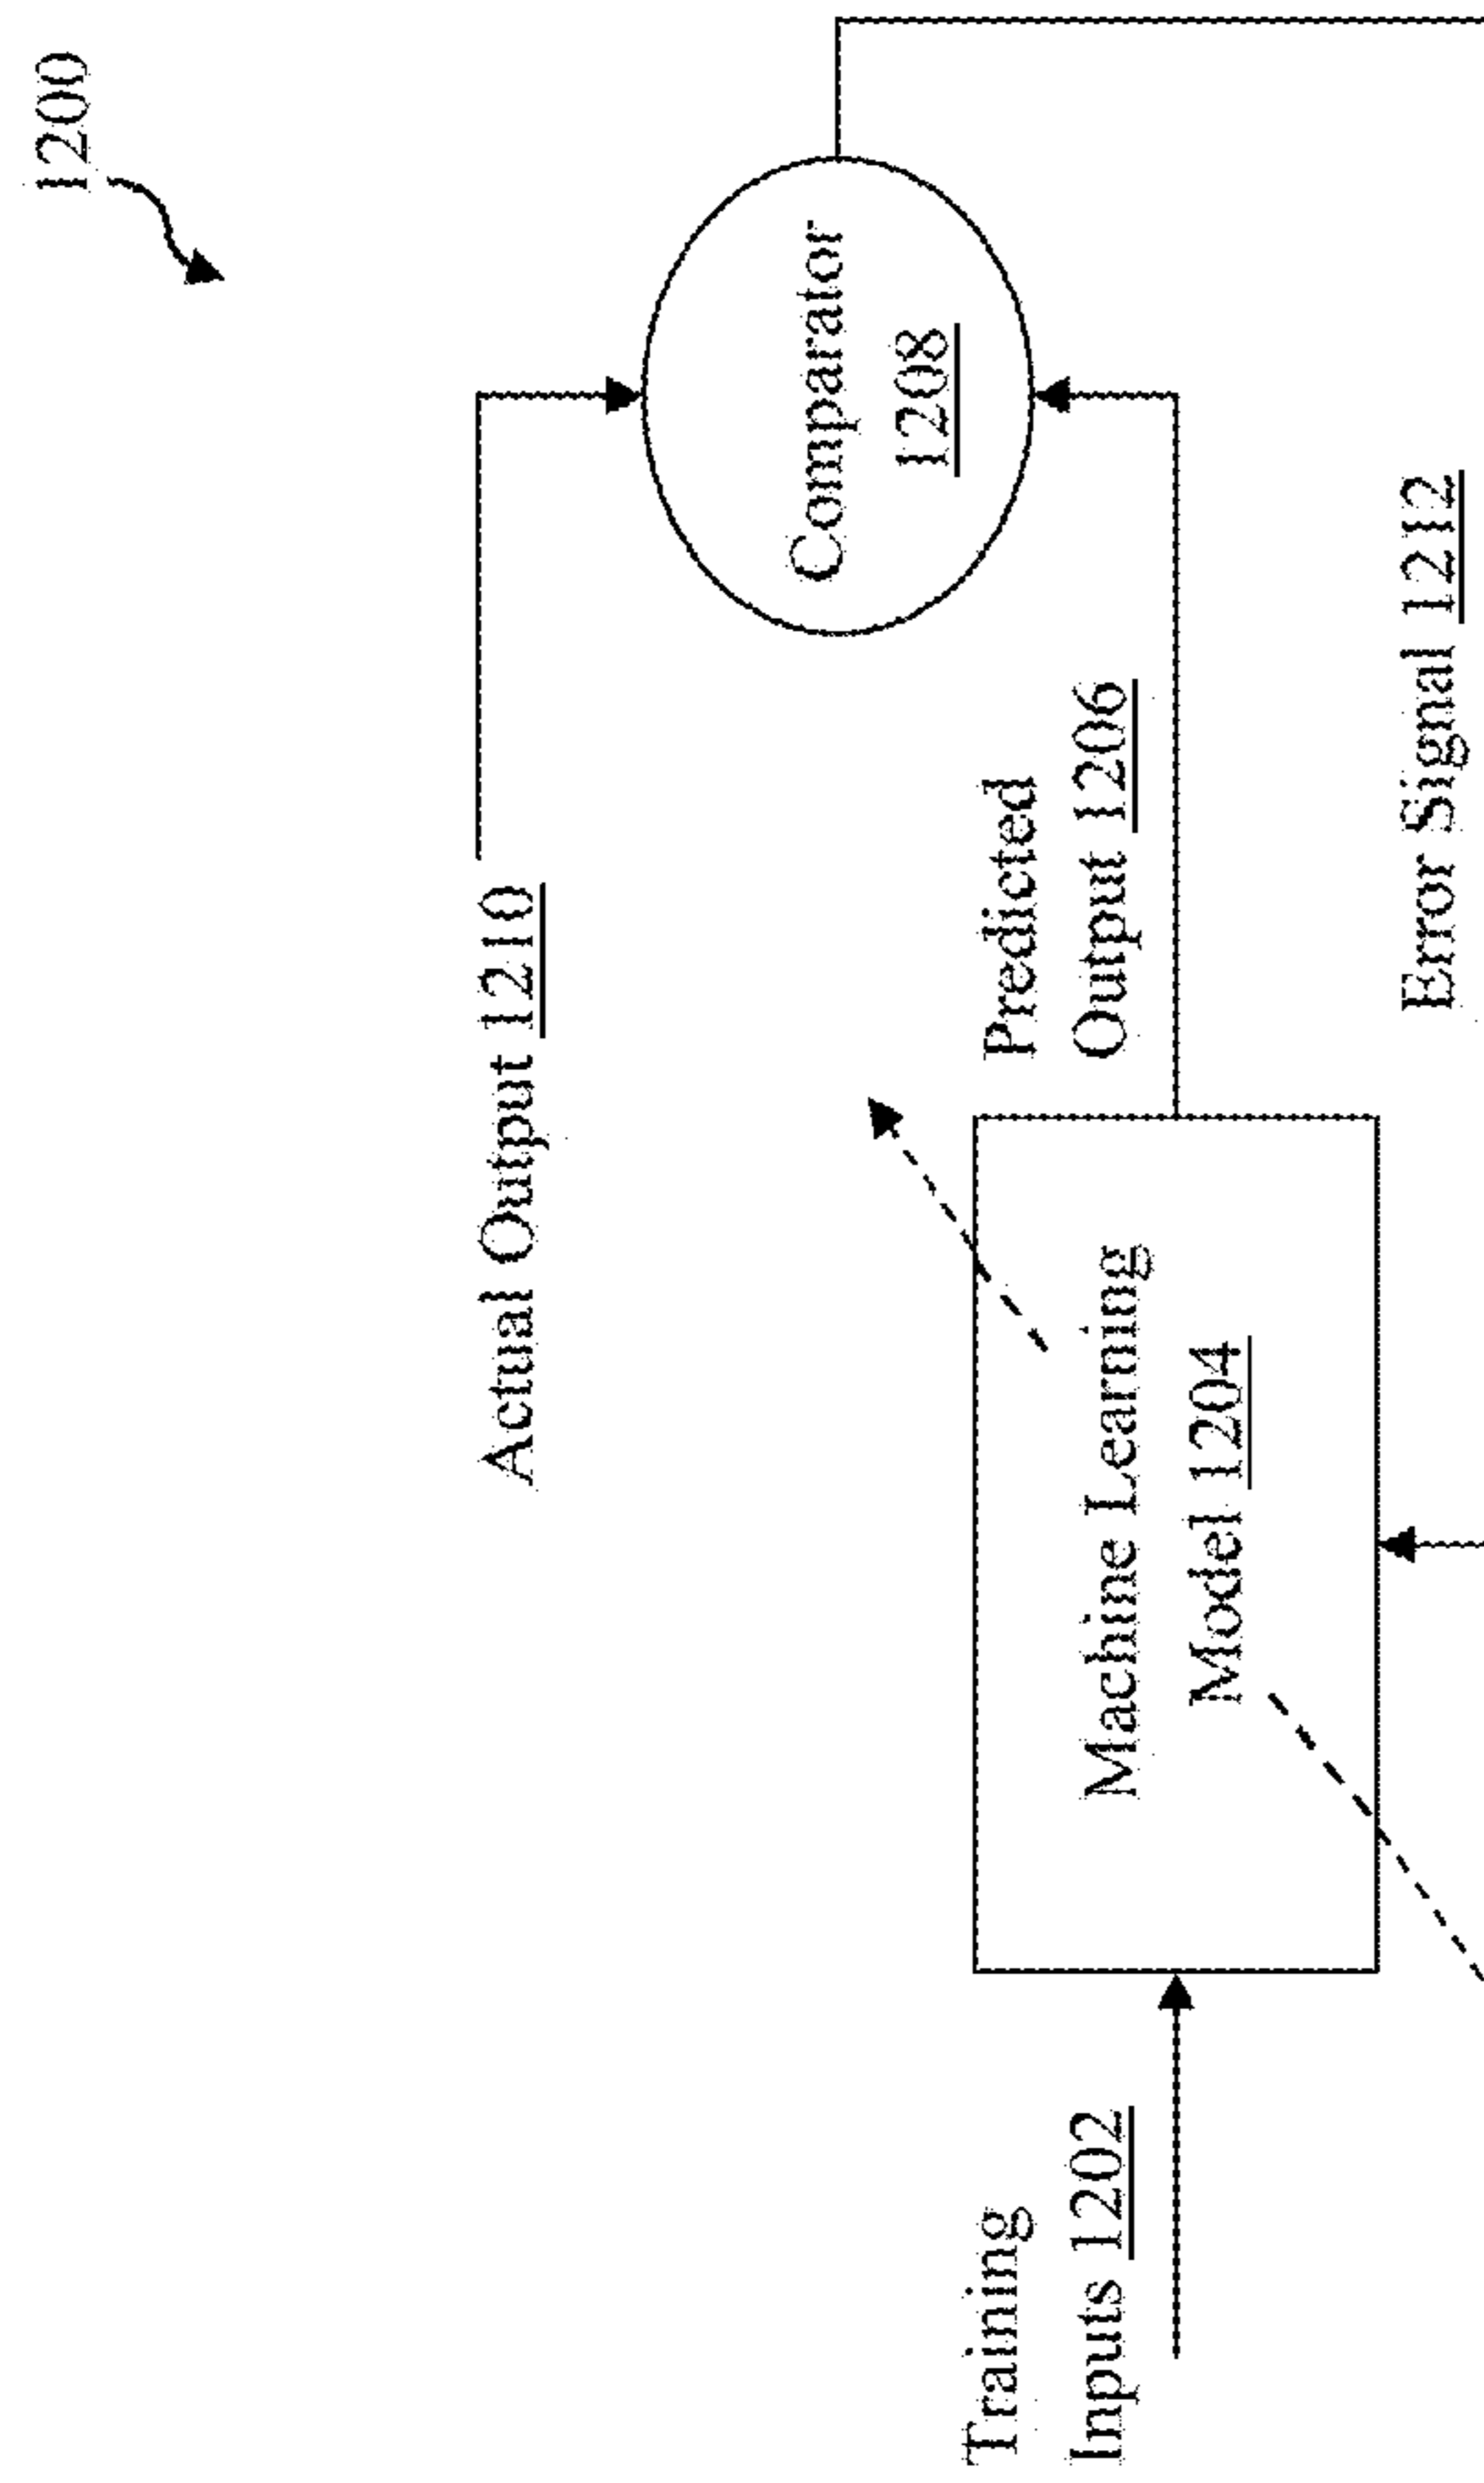 1200
Actual Output 1210
Comparator
1208
Predicted
Output 1206
Machine Learning
Model 1204
Training
Inputs 1202
Error Signal 1212